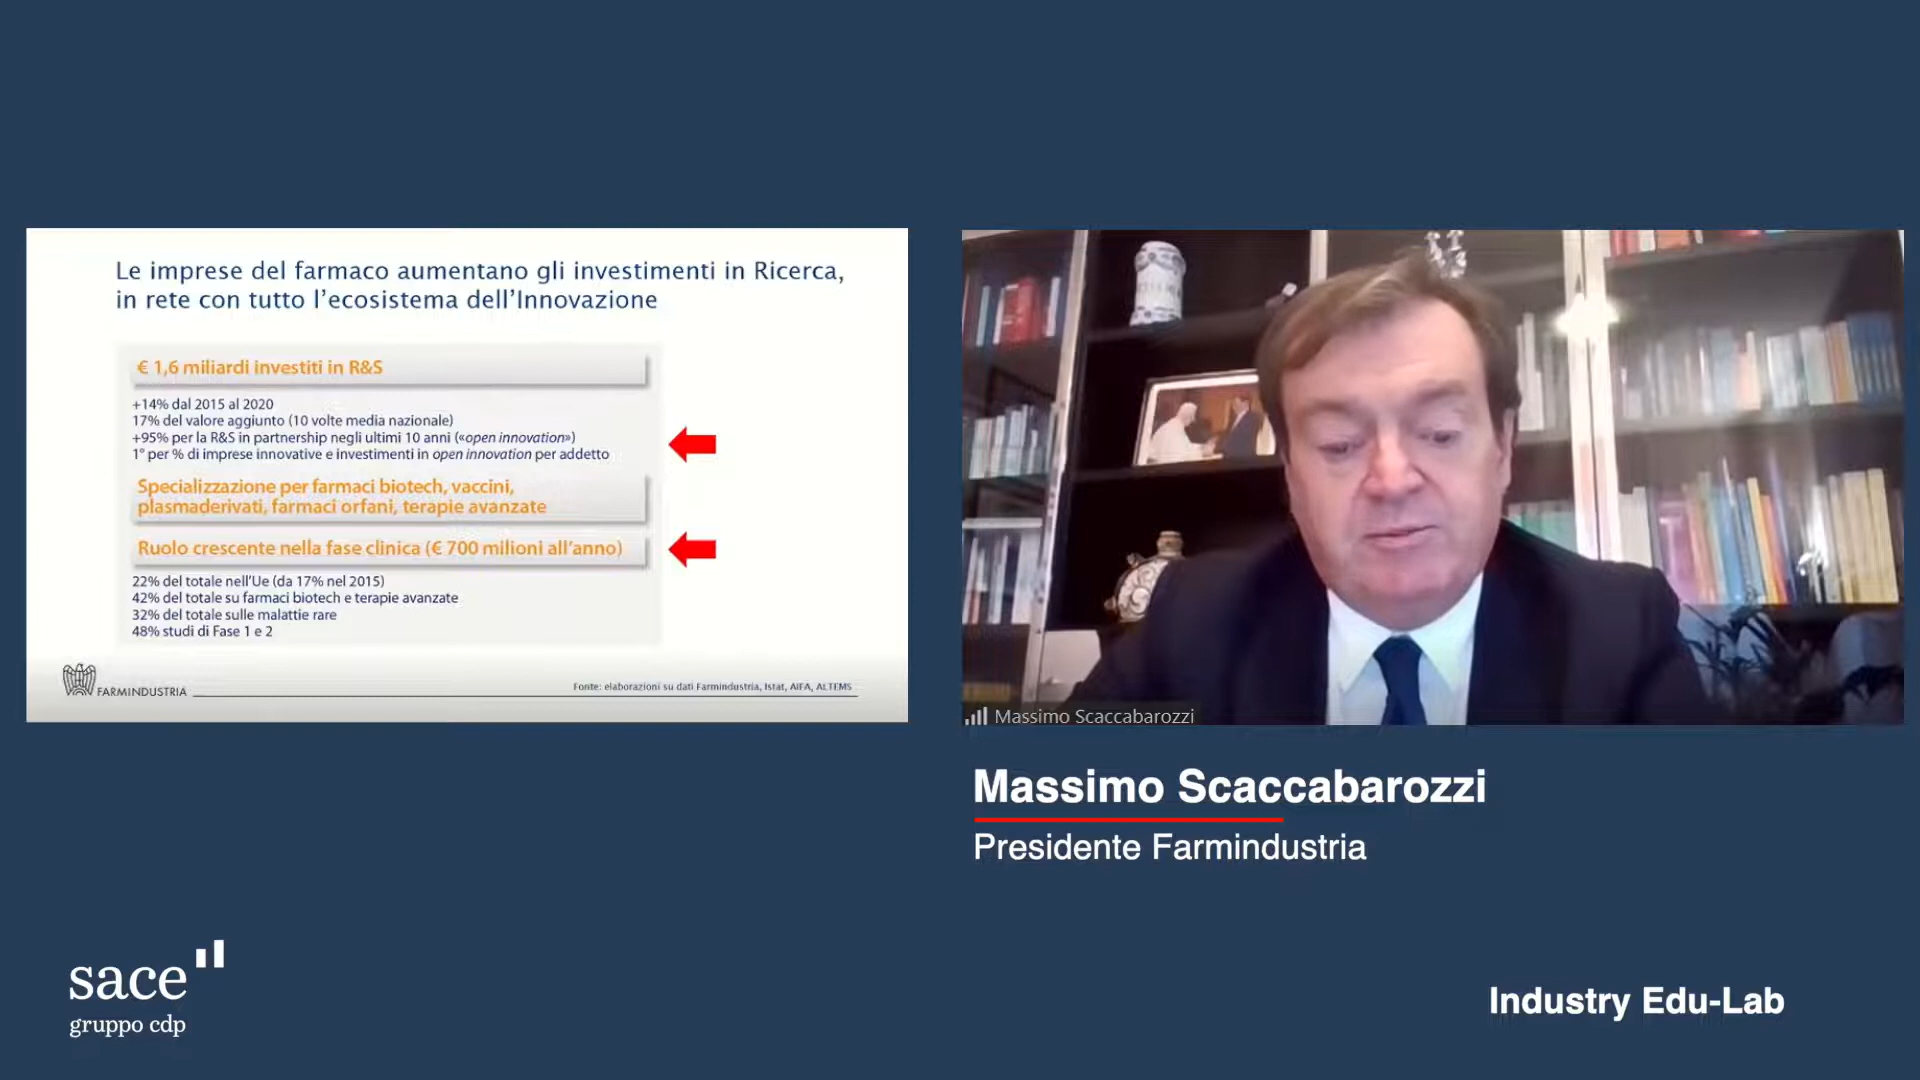 Le imprese del farmaco aumentano gli investimenti in Ricerca,
in rete con tutto l'ecosistema dell'Innovazione
€ 1,6 miliardi investiti in R&S
+14% dal 2015 al 2020
17% del valore aggiunto (10 volte media nazionale)
+95% per la R&S in partnership negli ultimi 10 anni («open innovation»)
1° per % di imprese innovative e investimenti in open innovation per addetto
Specializzazione per farmaci biotech, vaccini,
plasmaderivati, farmaci orfani, terapie avanzate
Ruolo crescente nella fase clinica (€ 700 milioni all'anno)
22% del totale nell'Ue (da 17% nel 2015)
42% del totale su farmaci biotech e terapie avanzate
32% del totale sulle malattie rare
48% studi di Fase 1 e 2
FARMINDUSTRIA
Fonte: elaborazioni su dati Farmindustria, Istat, AIFA, ALTEMS
Massimo Scaccabarozzi
Massimo Scaccabarozzi
Presidente Farmindustria
sace
gruppo cdp
Industry Edu-Lab